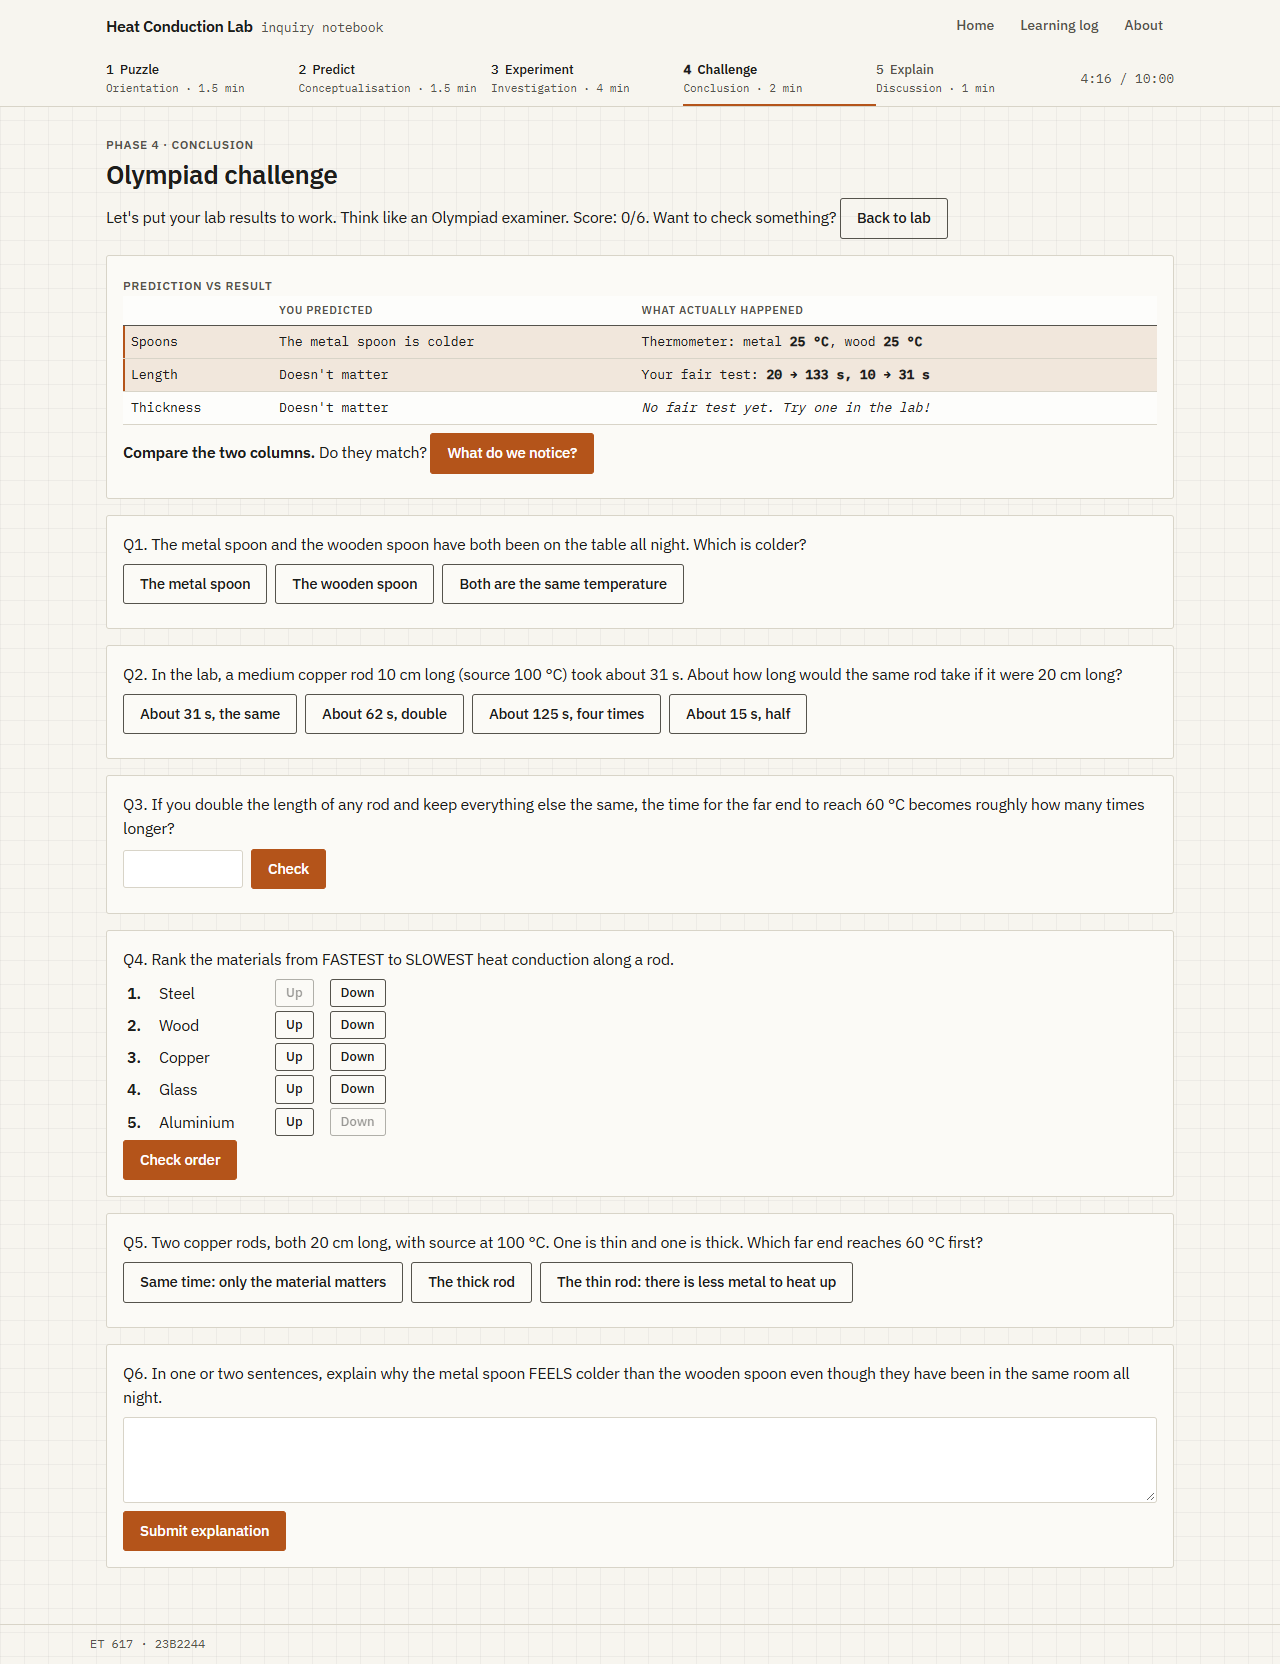 Heat Conduction Lab inquiry notebook
Home Learning log About
1 Puzzle
Orientation · 1.5 min
2 Predict
Conceptualisation · 1.5 min
3 Experiment
Investigation · 4 min
4 Challenge
Conclusion · 2 min
5 Explain
Discussion · 1 min
4:16 / 10:00
PHASE 4 · CONCLUSION
Olympiad challenge
Let's put your lab results to work. Think like an Olympiad examiner. Score: 0/6. Want to check something? Back to lab
PREDICTION VS RESULT
YOU PREDICTED WHAT ACTUALLY HAPPENED
Spoons The metal spoon is colder Thermometer: metal 25 °C, wood 25 °C
Length Doesn't matter Your fair test: 20 → 133 s, 10 → 31 s
Thickness Doesn't matter No fair test yet. Try one in the lab!
Compare the two columns. Do they match? What do we notice?
Q1. The metal spoon and the wooden spoon have both been on the table all night. Which is colder?
The metal spoon The wooden spoon Both are the same temperature
Q2. In the lab, a medium copper rod 10 cm long (source 100 °C) took about 31 s. About how long would the same rod take if it were 20 cm long?
About 31 s, the same About 62 s, double About 125 s, four times About 15 s, half
Q3. If you double the length of any rod and keep everything else the same, the time for the far end to reach 60 °C becomes roughly how many times
longer?
Check
Q4. Rank the materials from FASTEST to SLOWEST heat conduction along a rod.
1. Steel Up Down
2. Wood Up Down
3. Copper Up Down
4. Glass Up Down
5. Aluminium Up Down
Check order
Q5. Two copper rods, both 20 cm long, with source at 100 °C. One is thin and one is thick. Which far end reaches 60 °C first?
Same time: only the material matters The thick rod The thin rod: there is less metal to heat up
Q6. In one or two sentences, explain why the metal spoon FEELS colder than the wooden spoon even though they have been in the same room all
night.
Submit explanation
ET 617 · 23B2244